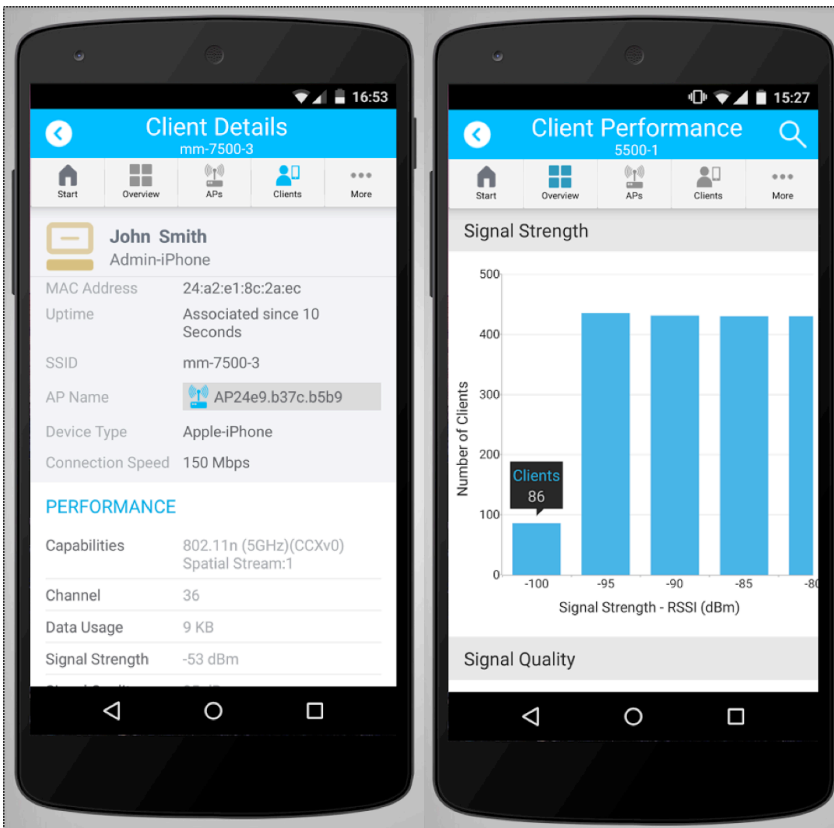 16:53
Client Details
mm-7500-3
Start
Overview
APs
Clients
More
John Smith
Admin-iPhone
MAC Address 24:a2:e1:8c:2a:ec
Uptime Associated since 10
Seconds
SSID mm-7500-3
AP Name AP24e9.b37c.b5b9
Device Type Apple-iPhone
Connection Speed 150 Mbps
PERFORMANCE
Capabilities 802.11n (5GHz)(CCXv0)
Spatial Stream:1
Channel 36
Data Usage 9 KB
Signal Strength -53 dBm
15:27
Client Performance
5500-1
Start
Overview
APs
Clients
More
Signal Strength
500
400
300
200
100
0
Number of Clients
Clients
86
-100
-95
-90
-85
-80
Signal Strength - RSSI (dBm)
Signal Quality